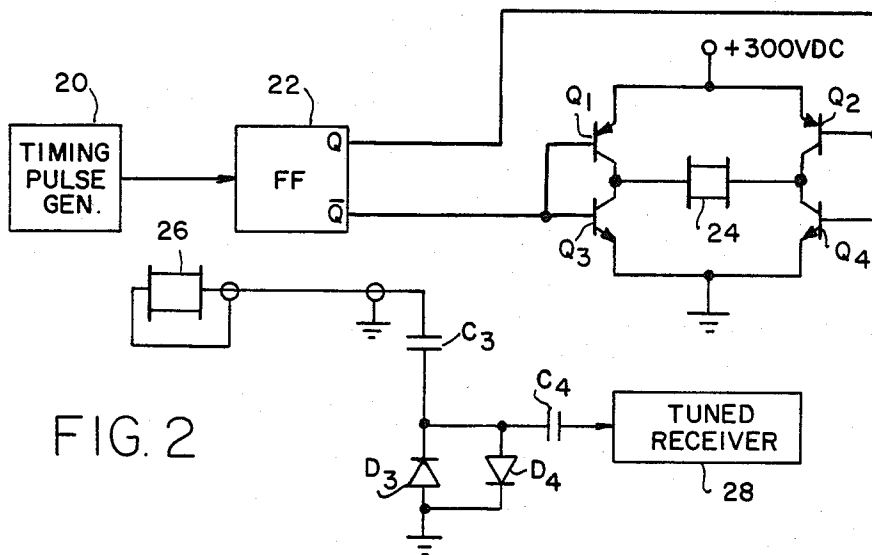 +300VDC
20
22
Q1
Q2
TIMING
PULSE
GEN.
FF
Q
Q̅
24
Q3
Q4
26
C3
C4
TUNED
RECEIVER
FIG. 2
D3
D4
28